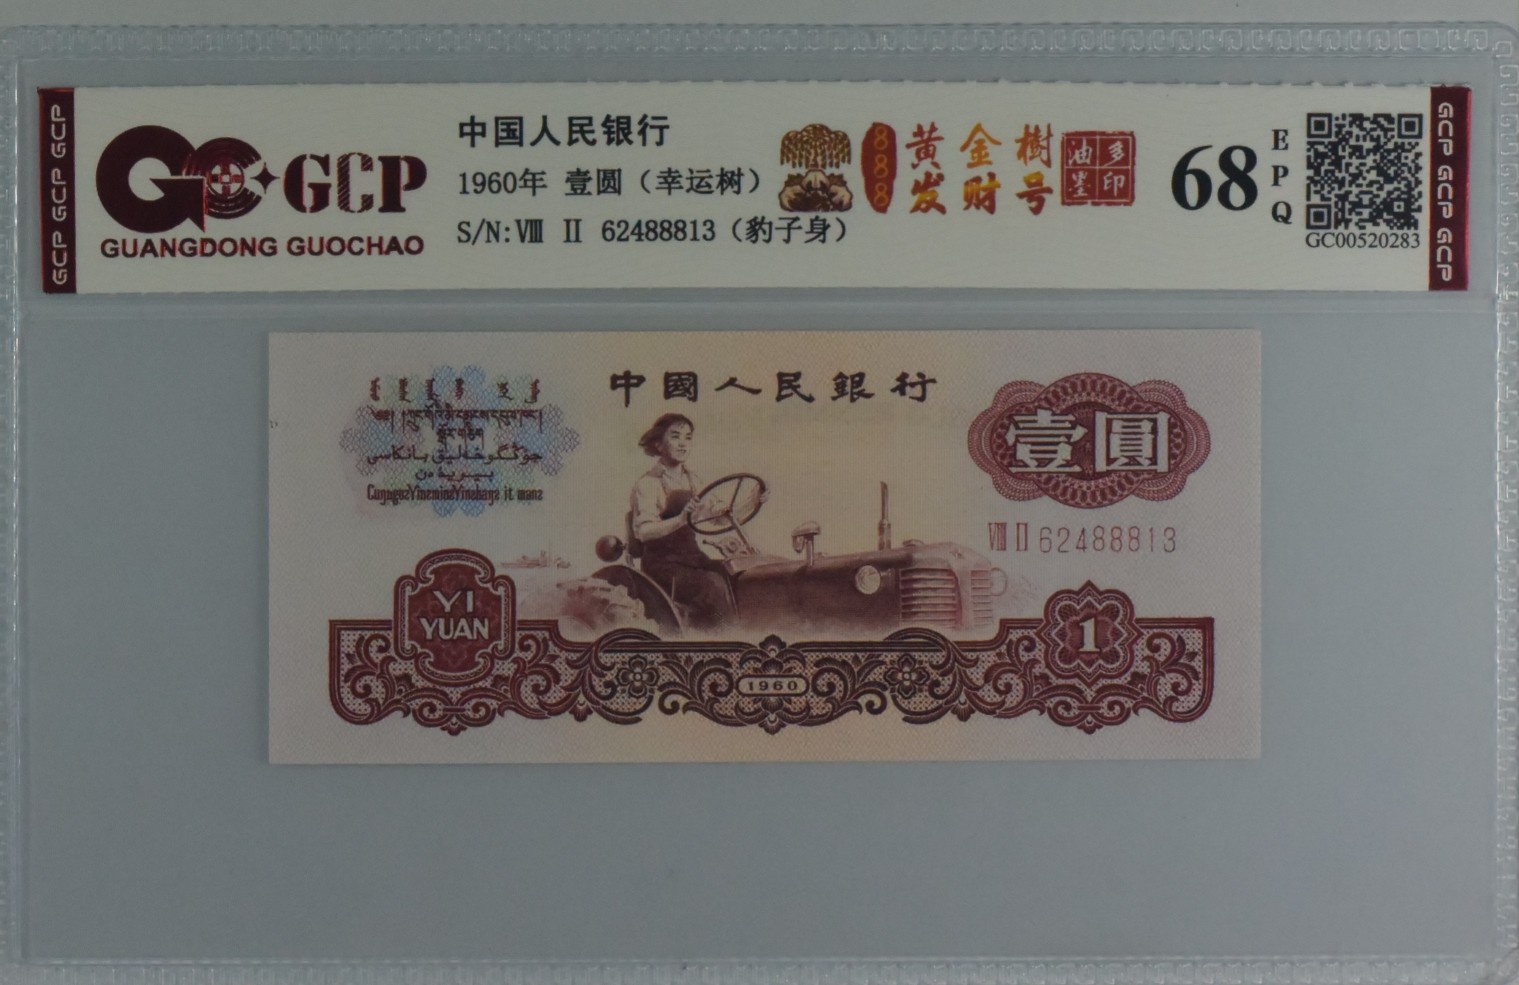 GCP GCP GCP
GCP
GUANGDONG GUOCHAO
中国人民银行
1960年 壹圆（幸运树）
S/N:Ⅷ Ⅱ 62488813（豹子身）
888
黄金樹
发财号
油多
墨印
68
EPQ
GC00520283
GCP GCP GCP
中國人民銀行
壹圓
Ⅷ Ⅱ 62488813
YI
YUAN
1960
1